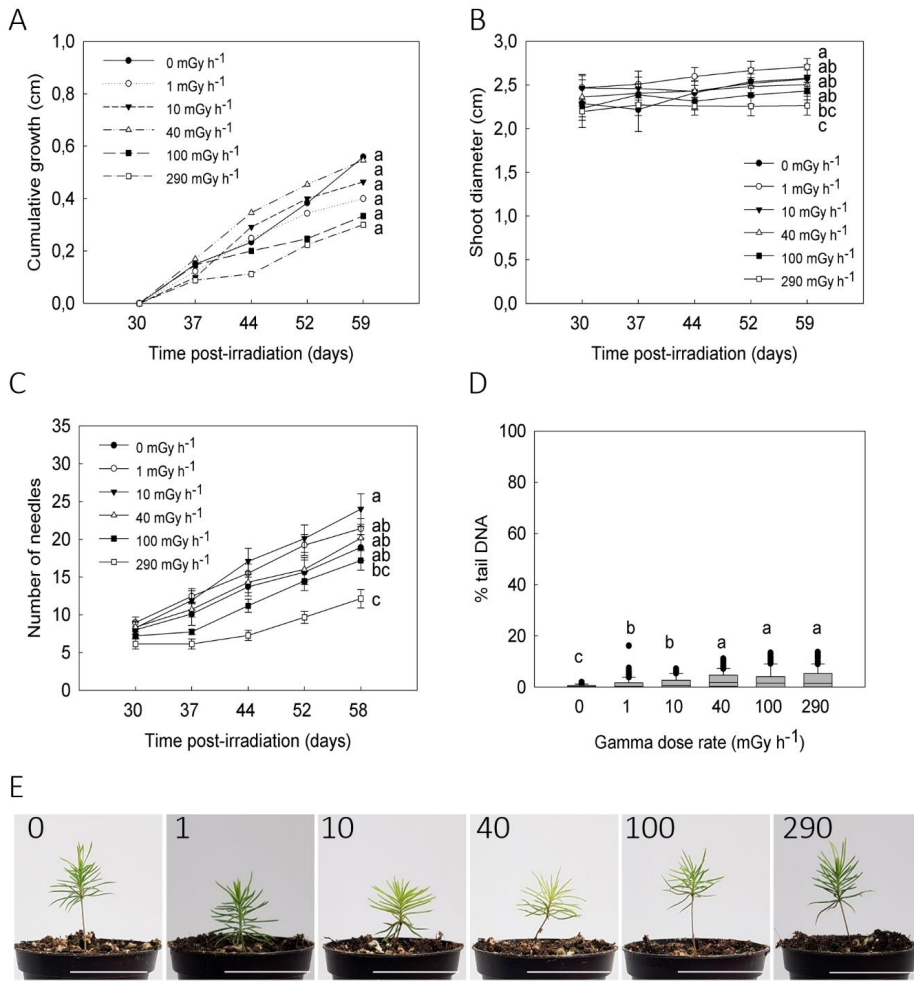 A
Cumulative growth (cm)
1,0
0,8
0,6
0,4
0,2
0,0
0 mGy h-1
1 mGy h-1
10 mGy h-1
40 mGy h-1
100 mGy h-1
290 mGy h-1
a
a
a
a
a
a
30 37 44 52 59
Time post-irradiation (days)
B
Shoot diameter (cm)
3,0
2,5
2,0
1,5
1,0
0,5
0,0
a
ab
ab
ab
bc
c
0 mGy h-1
1 mGy h-1
10 mGy h-1
40 mGy h-1
100 mGy h-1
290 mGy h-1
30 37 44 52 59
Time post-irradiation (days)
C
Number of needles
35
30
25
20
15
10
5
0
0 mGy h-1
1 mGy h-1
10 mGy h-1
40 mGy h-1
100 mGy h-1
290 mGy h-1
a
ab
ab
ab
bc
c
30 37 44 52 58
Time post-irradiation (days)
D
% tail DNA
100
80
60
40
20
0
c b b a a a
0 1 10 40 100 290
Gamma dose rate (mGy h-1)
E
0 1 10 40 100 290